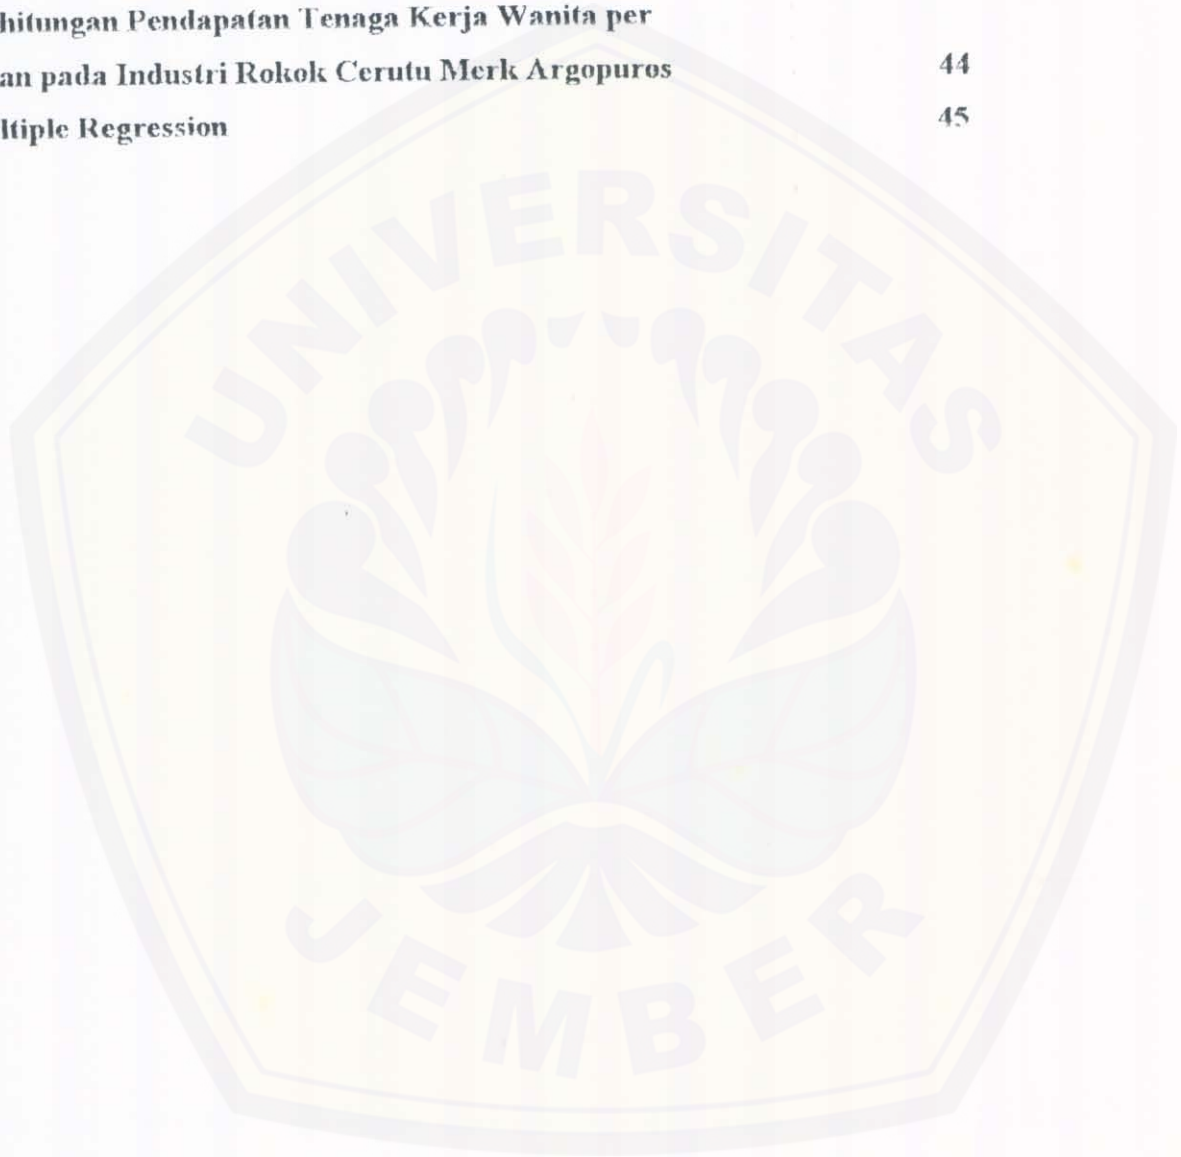 hitungan Pendapatan Tenaga Kerja Wanita per
an pada Industri Rokok Cerutu Merk Argopuros 44
ltiple Regression 45
UNIVERSITAS
JEMBER